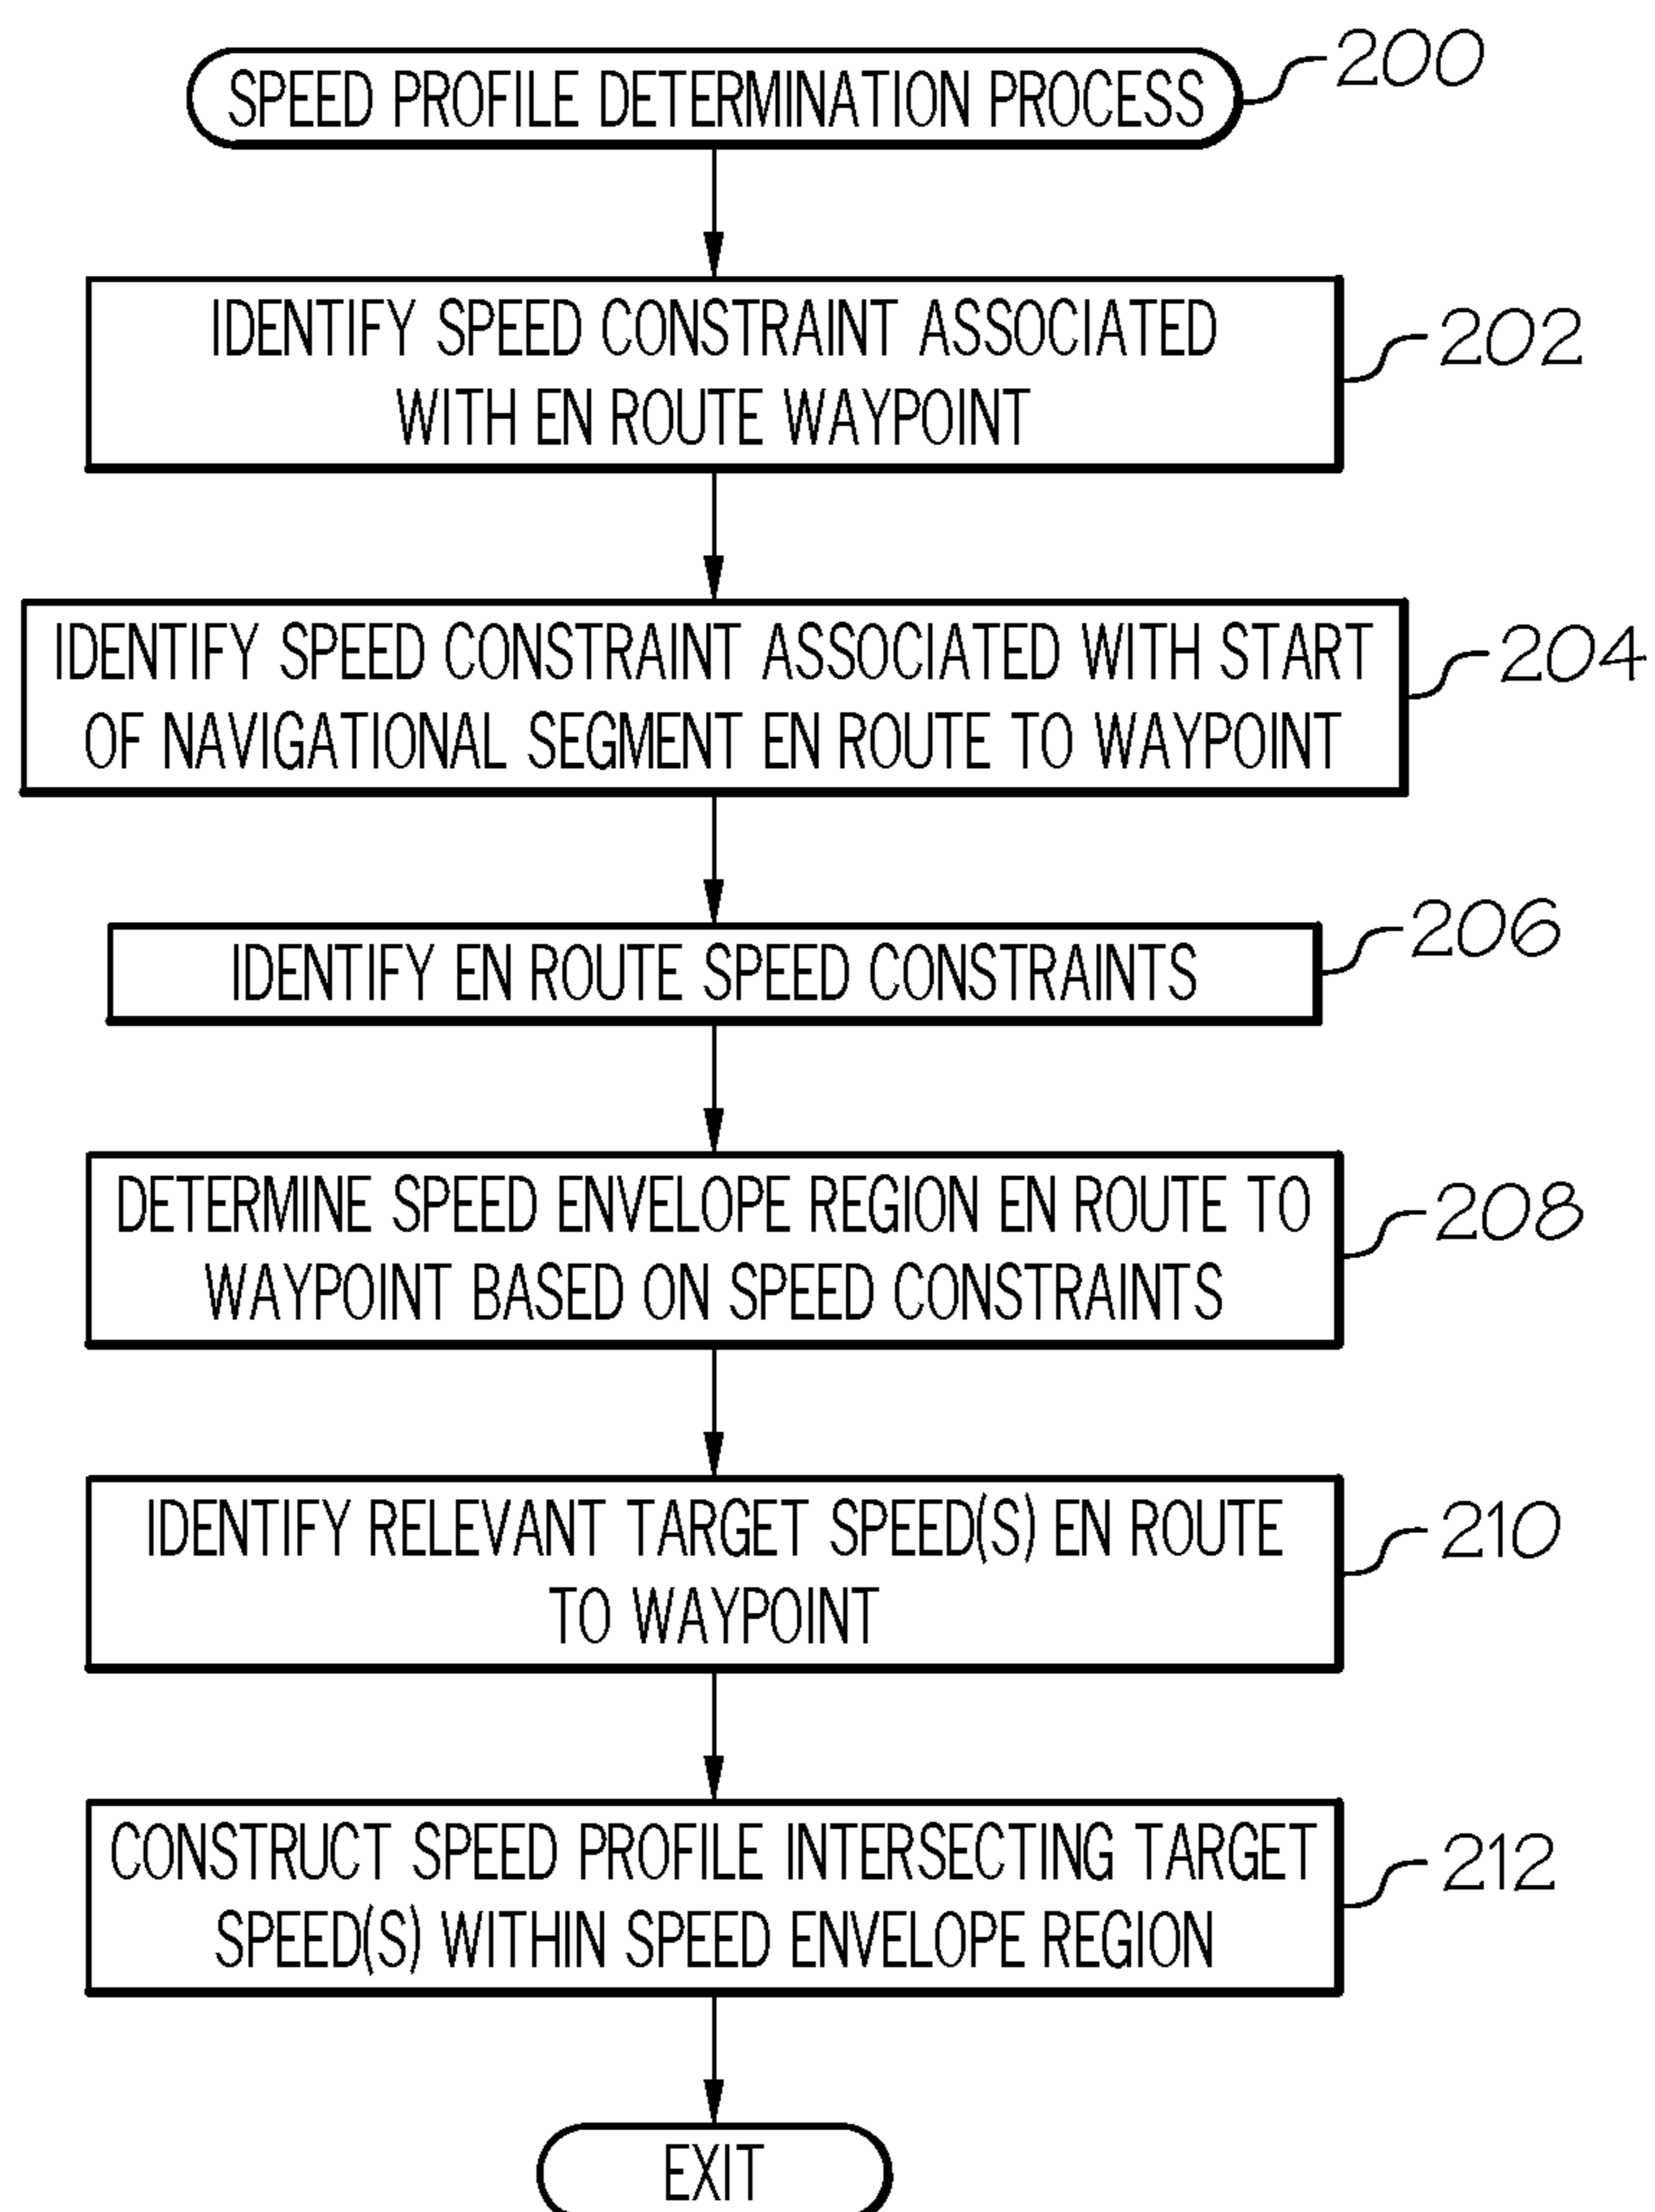 SPEED PROFILE DETERMINATION PROCESS
200
IDENTIFY SPEED CONSTRAINT ASSOCIATED
WITH EN ROUTE WAYPOINT
202
IDENTIFY SPEED CONSTRAINT ASSOCIATED WITH START
OF NAVIGATIONAL SEGMENT EN ROUTE TO WAYPOINT
204
IDENTIFY EN ROUTE SPEED CONSTRAINTS
206
DETERMINE SPEED ENVELOPE REGION EN ROUTE TO
WAYPOINT BASED ON SPEED CONSTRAINTS
208
IDENTIFY RELEVANT TARGET SPEED(S) EN ROUTE
TO WAYPOINT
210
CONSTRUCT SPEED PROFILE INTERSECTING TARGET
SPEED(S) WITHIN SPEED ENVELOPE REGION
212
EXIT